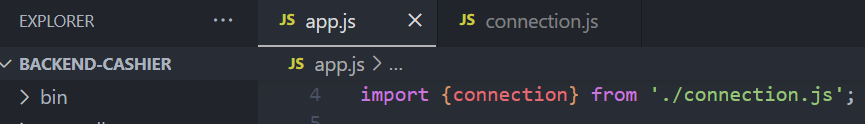 EXPLORER ... JS app.js × JS connection.js
BACKEND-CASHIER JS app.js > ...
> bin 4 import {connection} from './connection.js';
5